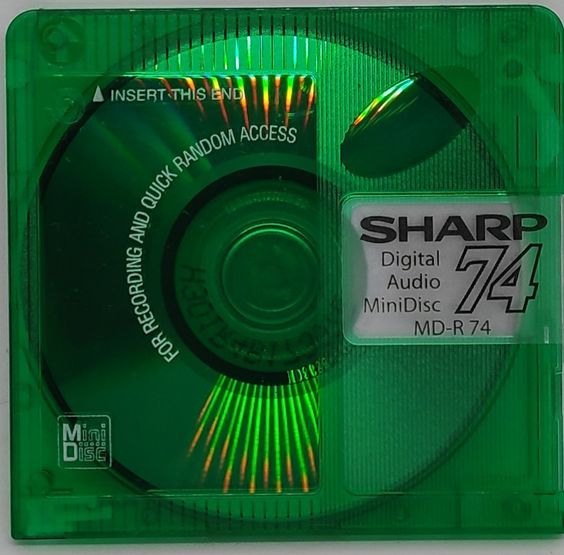 INSERT THIS END
FOR RECORDING AND QUICK RANDOM ACCESS
SHARP
Digital
Audio
MiniDisc
74
MD-R 74
Mini
Disc